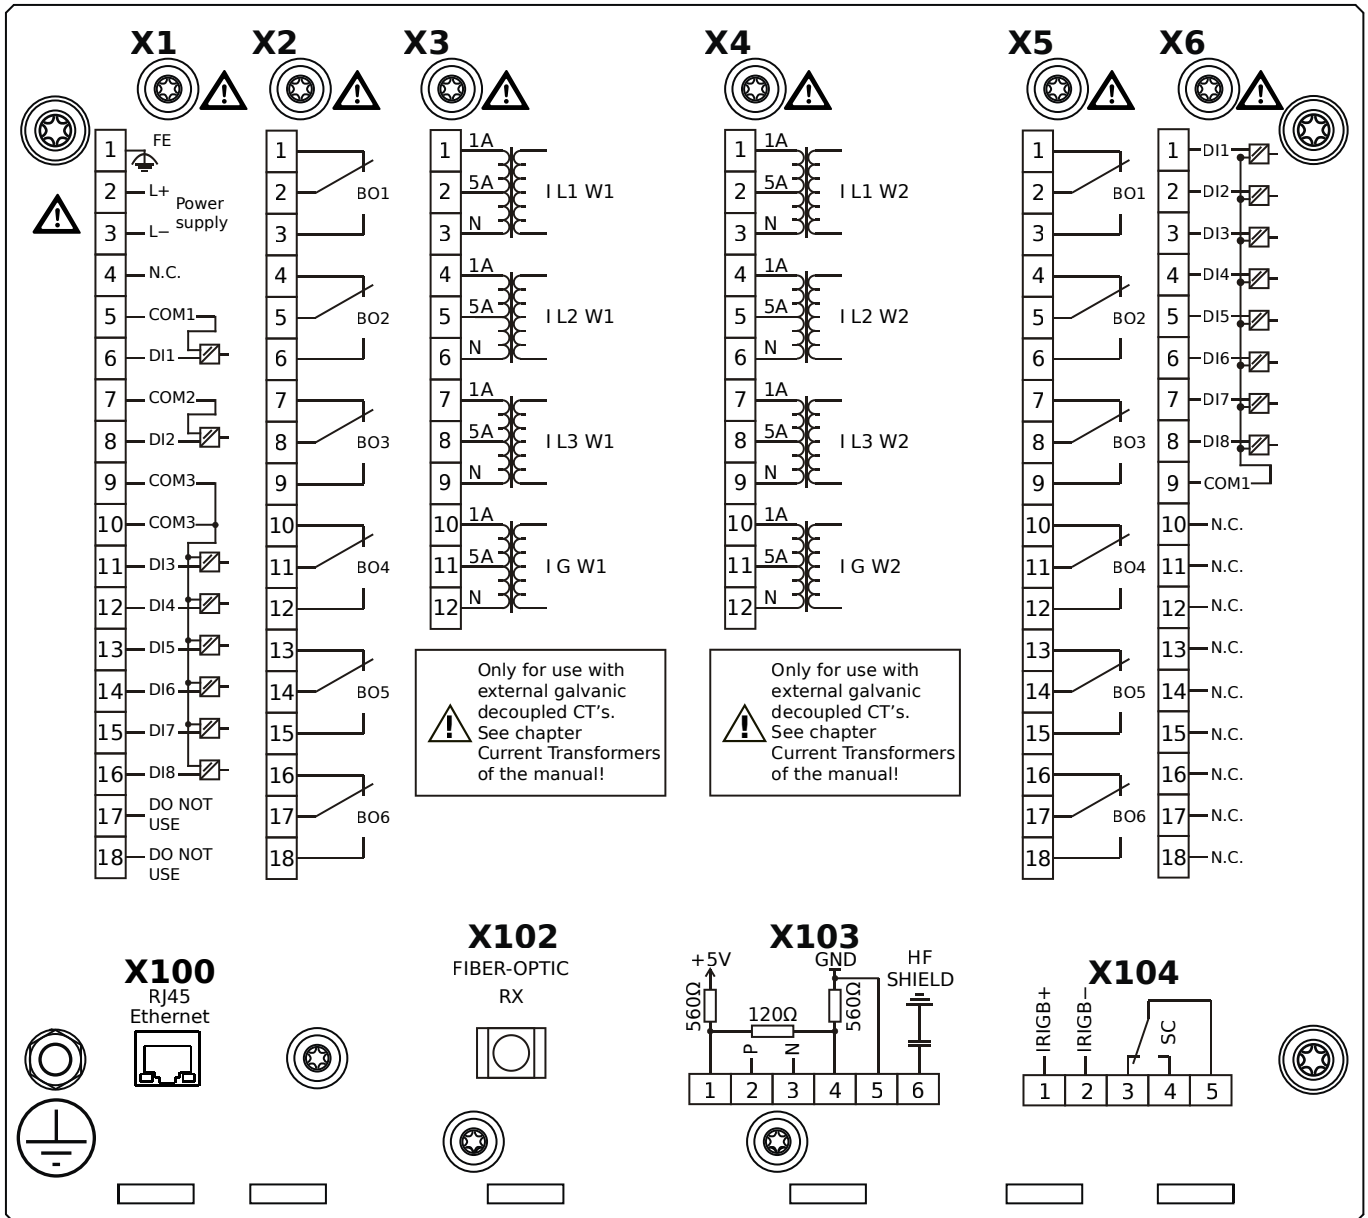 X1 X2 X3 X4 X5 X6
1 FE
2 L+
Power
supply
3 L−
4 N.C.
5 COM1
6 DI1
7 COM2
8 DI2
9 COM3
10 COM3
11 DI3
12 DI4
13 DI5
14 DI6
15 DI7
16 DI8
17 DO NOT
USE
18 DO NOT
USE
1
2 BO1
3
4
5 BO2
6
7
8 BO3
9
10
11 BO4
12
13
14 BO5
15
16
17 BO6
18
1 1A
2 5A I L1 W1
3 N
4 1A
5 5A I L2 W1
6 N
7 1A
8 5A I L3 W1
9 N
10 1A
11 5A I G W1
12 N
Only for use with
external galvanic
decoupled CT's.
See chapter
Current Transformers
of the manual!
1 1A
2 5A I L1 W2
3 N
4 1A
5 5A I L2 W2
6 N
7 1A
8 5A I L3 W2
9 N
10 1A
11 5A I G W2
12 N
Only for use with
external galvanic
decoupled CT's.
See chapter
Current Transformers
of the manual!
1
2 BO1
3
4
5 BO2
6
7
8 BO3
9
10
11 BO4
12
13
14 BO5
15
16
17 BO6
18
1 DI1
2 DI2
3 DI3
4 DI4
5 DI5
6 DI6
7 DI7
8 DI8
9 COM1
10 N.C.
11 N.C.
12 N.C.
13 N.C.
14 N.C.
15 N.C.
16 N.C.
17 N.C.
18 N.C.
X100
RJ45
Ethernet
X102
FIBER-OPTIC
RX
X103
+5V GND HF
SHIELD
560Ω 120Ω 560Ω
P N
1 2 3 4 5 6
X104
IRIGB+ IRIGB− SC
1 2 3 4 5